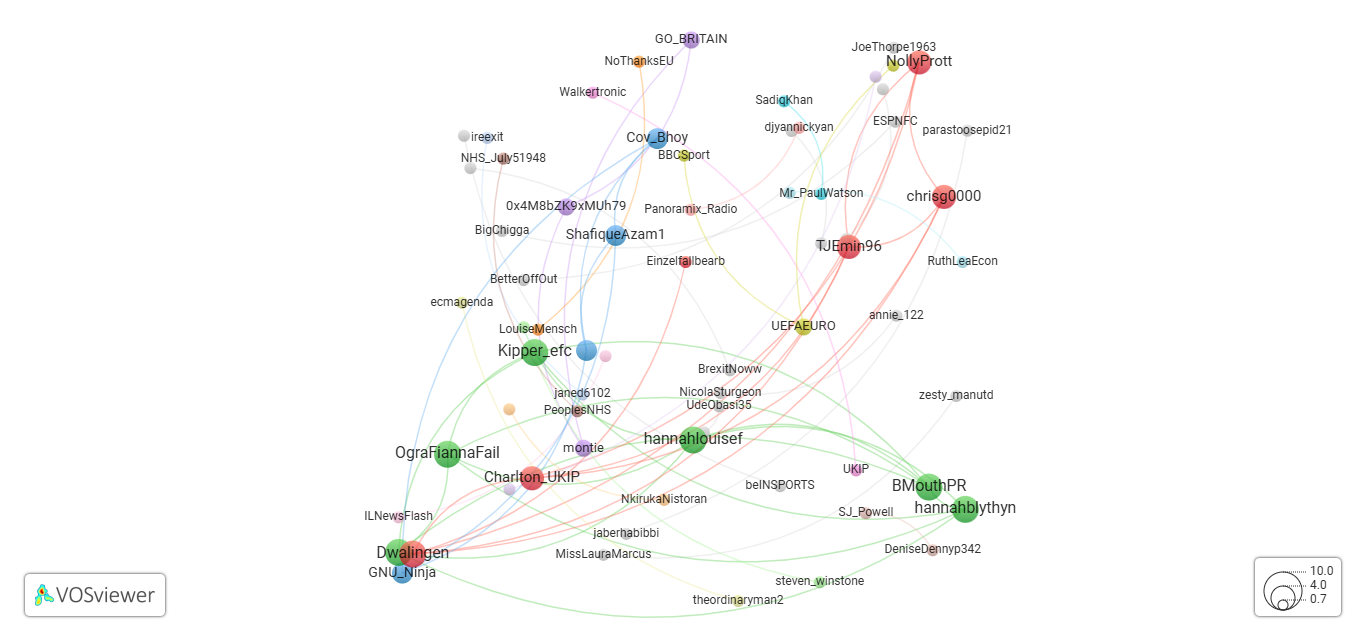 GO_BRITAIN
JoeThorpe1963
NoThanksEU
NollyPrott
Walkertronic
SadiqKhan
ESPNFC
djyannickyan
parastoosepid21
ireexit
Cov_Bhoy
BBCSport
NHS_July51948
Mr_PaulWatson
chrisg0000
0x4M8bZK9xMUh79
Panoramix_Radio
BigChigga
ShafiqueAzam1
TJEmin96
Einzelfallbearb
RuthLeaEcon
BetterOffOut
ecmagenda
annie_122
LouiseMensch
UEFAEURO
Kipper_efc
BrexitNoww
janed6102
NicolaSturgeon
zesty_manutd
PeoplesNHS
UdeObasi35
hannahlouisef
OgraFiannaFail
montie
UKIP
Charlton_UKIP
beINSPORTS
BMouthPR
NkirukaNistoran
hannahblythyn
ILNewsFlash
SJ_Powell
jaberhabibbi
Dwalingen
MissLauraMarcus
DeniseDennyp342
GNU_Ninja
steven_winstone
theordinaryman2
VOSviewer
10.0
4.0
0.7